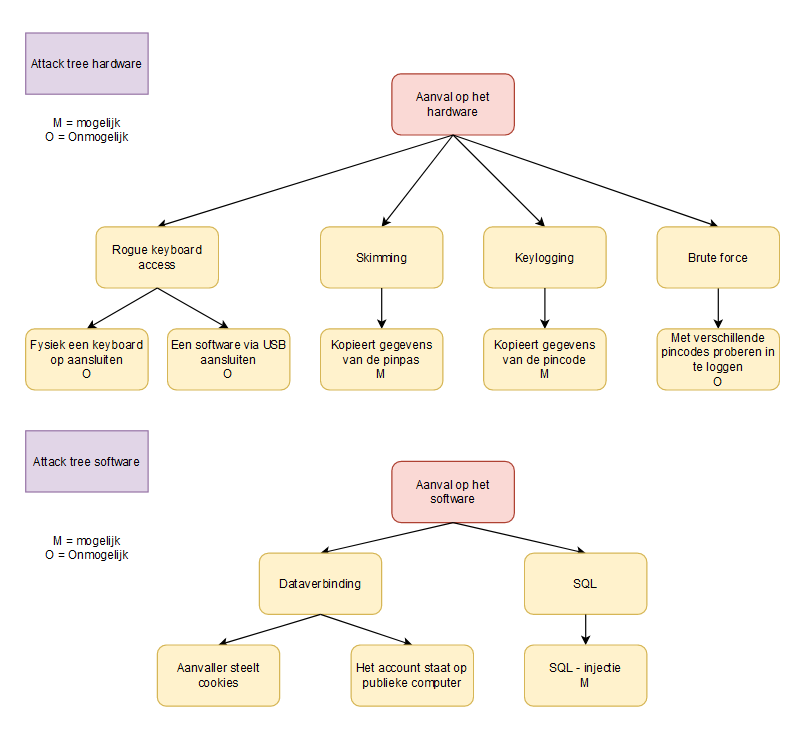 Attack tree hardware
M = mogelijk
O = Onmogelijk
Aanval op het
hardware
Rogue keyboard
access
Skimming
Keylogging
Brute force
Fysiek een keyboard
op aansluiten
O
Een software via USB
aansluiten
O
Kopieert gegevens
van de pinpas
M
Kopieert gegevens
van de pincode
M
Met verschillende
pincodes proberen in
te loggen
O
Attack tree software
M = mogelijk
O = Onmogelijk
Aanval op het
software
Dataverbinding
SQL
Aanvaller steelt
cookies
Het account staat op
publieke computer
SQL - injectie
M